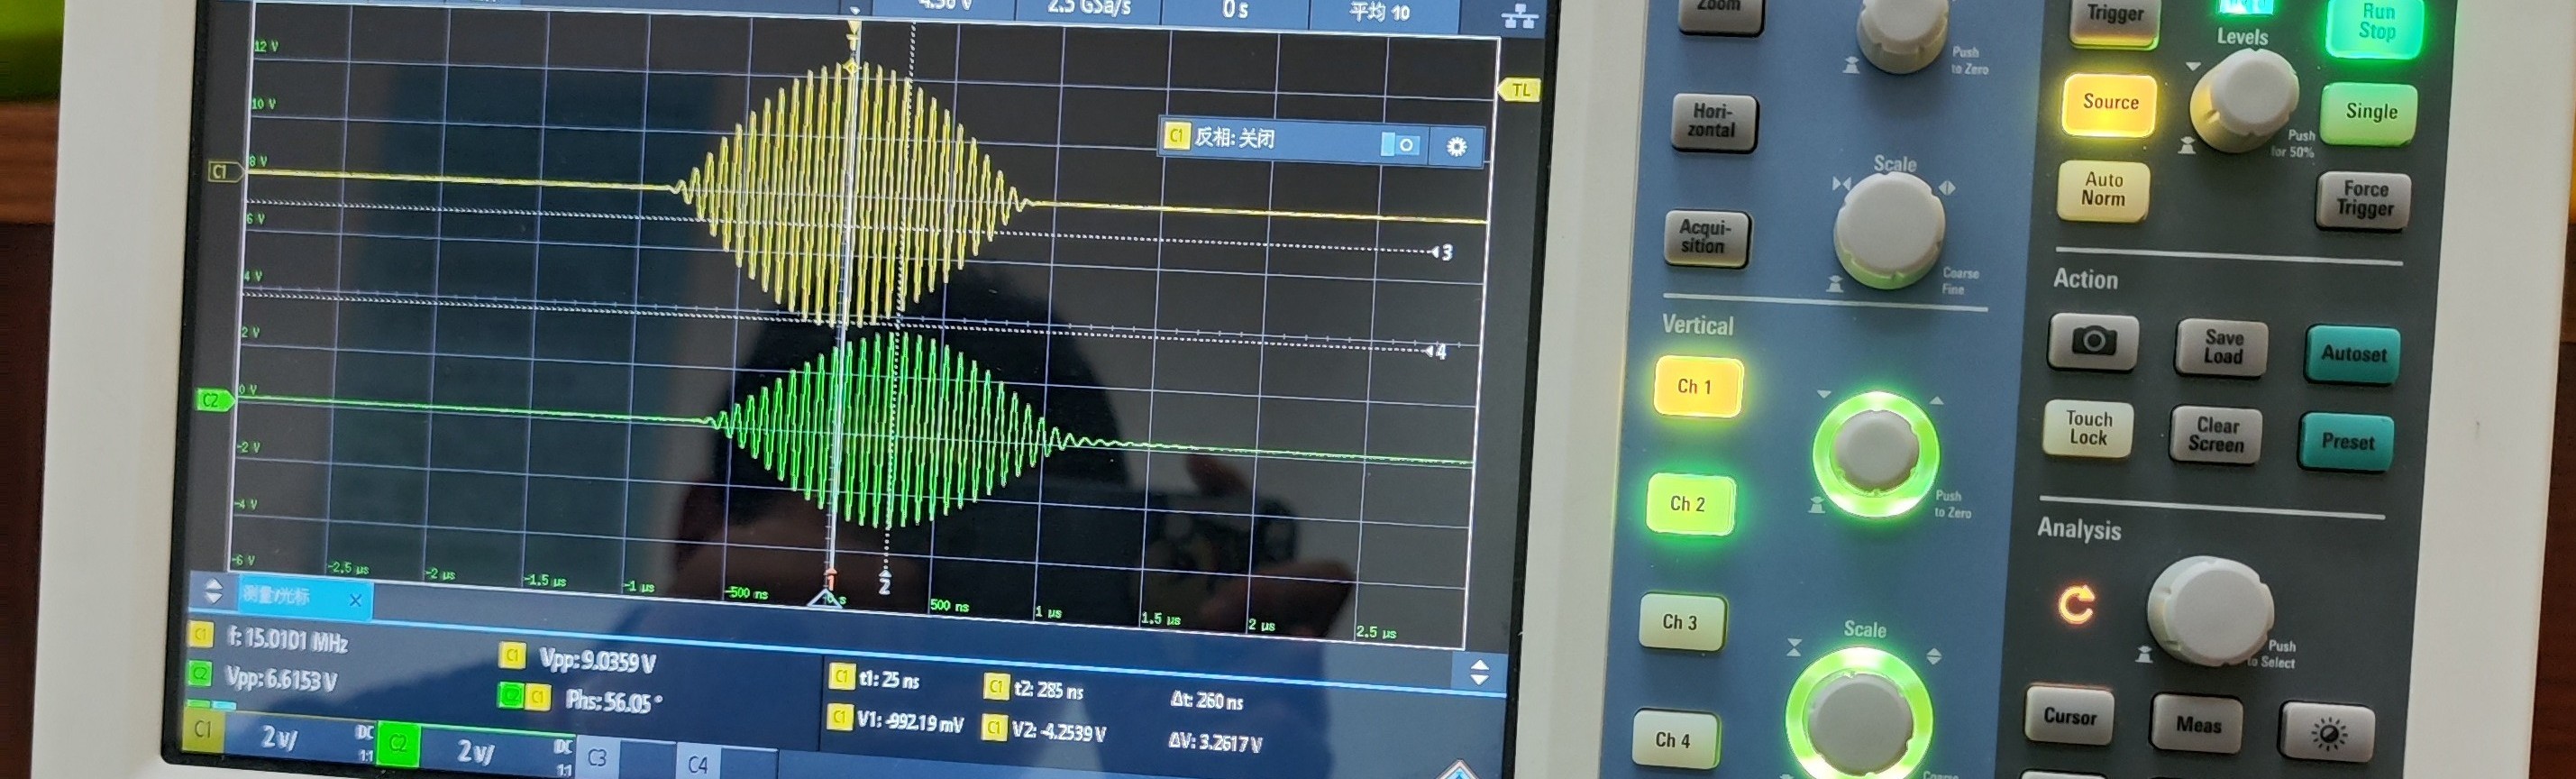 4.50 V
2.5 GSa/s
0 s
平均 10
T
12 V
10 V
8 V
6 V
4 V
2 V
0 V
-2 V
-4 V
-6 V
C1
C2
TL
C1 反相: 关闭
3
4
1
2
-2.5 µs
-2 µs
-1.5 µs
-1 µs
-500 ns
0 s
500 ns
1 µs
1.5 µs
2 µs
2.5 µs
测量/光标
C1 f: 15.0101 MHz
C1 Vpp: 9.0359 V
C2 Vpp: 6.6153 V
C2 C1 Phs: 56.05 °
C1 t1: 25 ns
C1 t2: 285 ns
Δt: 260 ns
C1 V1: -992.19 mV
C1 V2: -4.2539 V
ΔV: 3.2617 V
C1 2 V/ DC 1:1
C2 2 V/ DC 1:1
C3
C4
Zoom
Push
to Zero
Hori-
zontal
Scale
Acqui-
sition
Coarse
Fine
Vertical
Ch 1
Ch 2
Push
to Zero
Ch 3
Scale
Ch 4
Coarse
Trigger
Levels
Run
Stop
Source
Single
Push
for 50%
Auto
Norm
Force
Trigger
Action
Save
Load
Autoset
Touch
Lock
Clear
Screen
Preset
Analysis
Push
to Select
Cursor
Meas